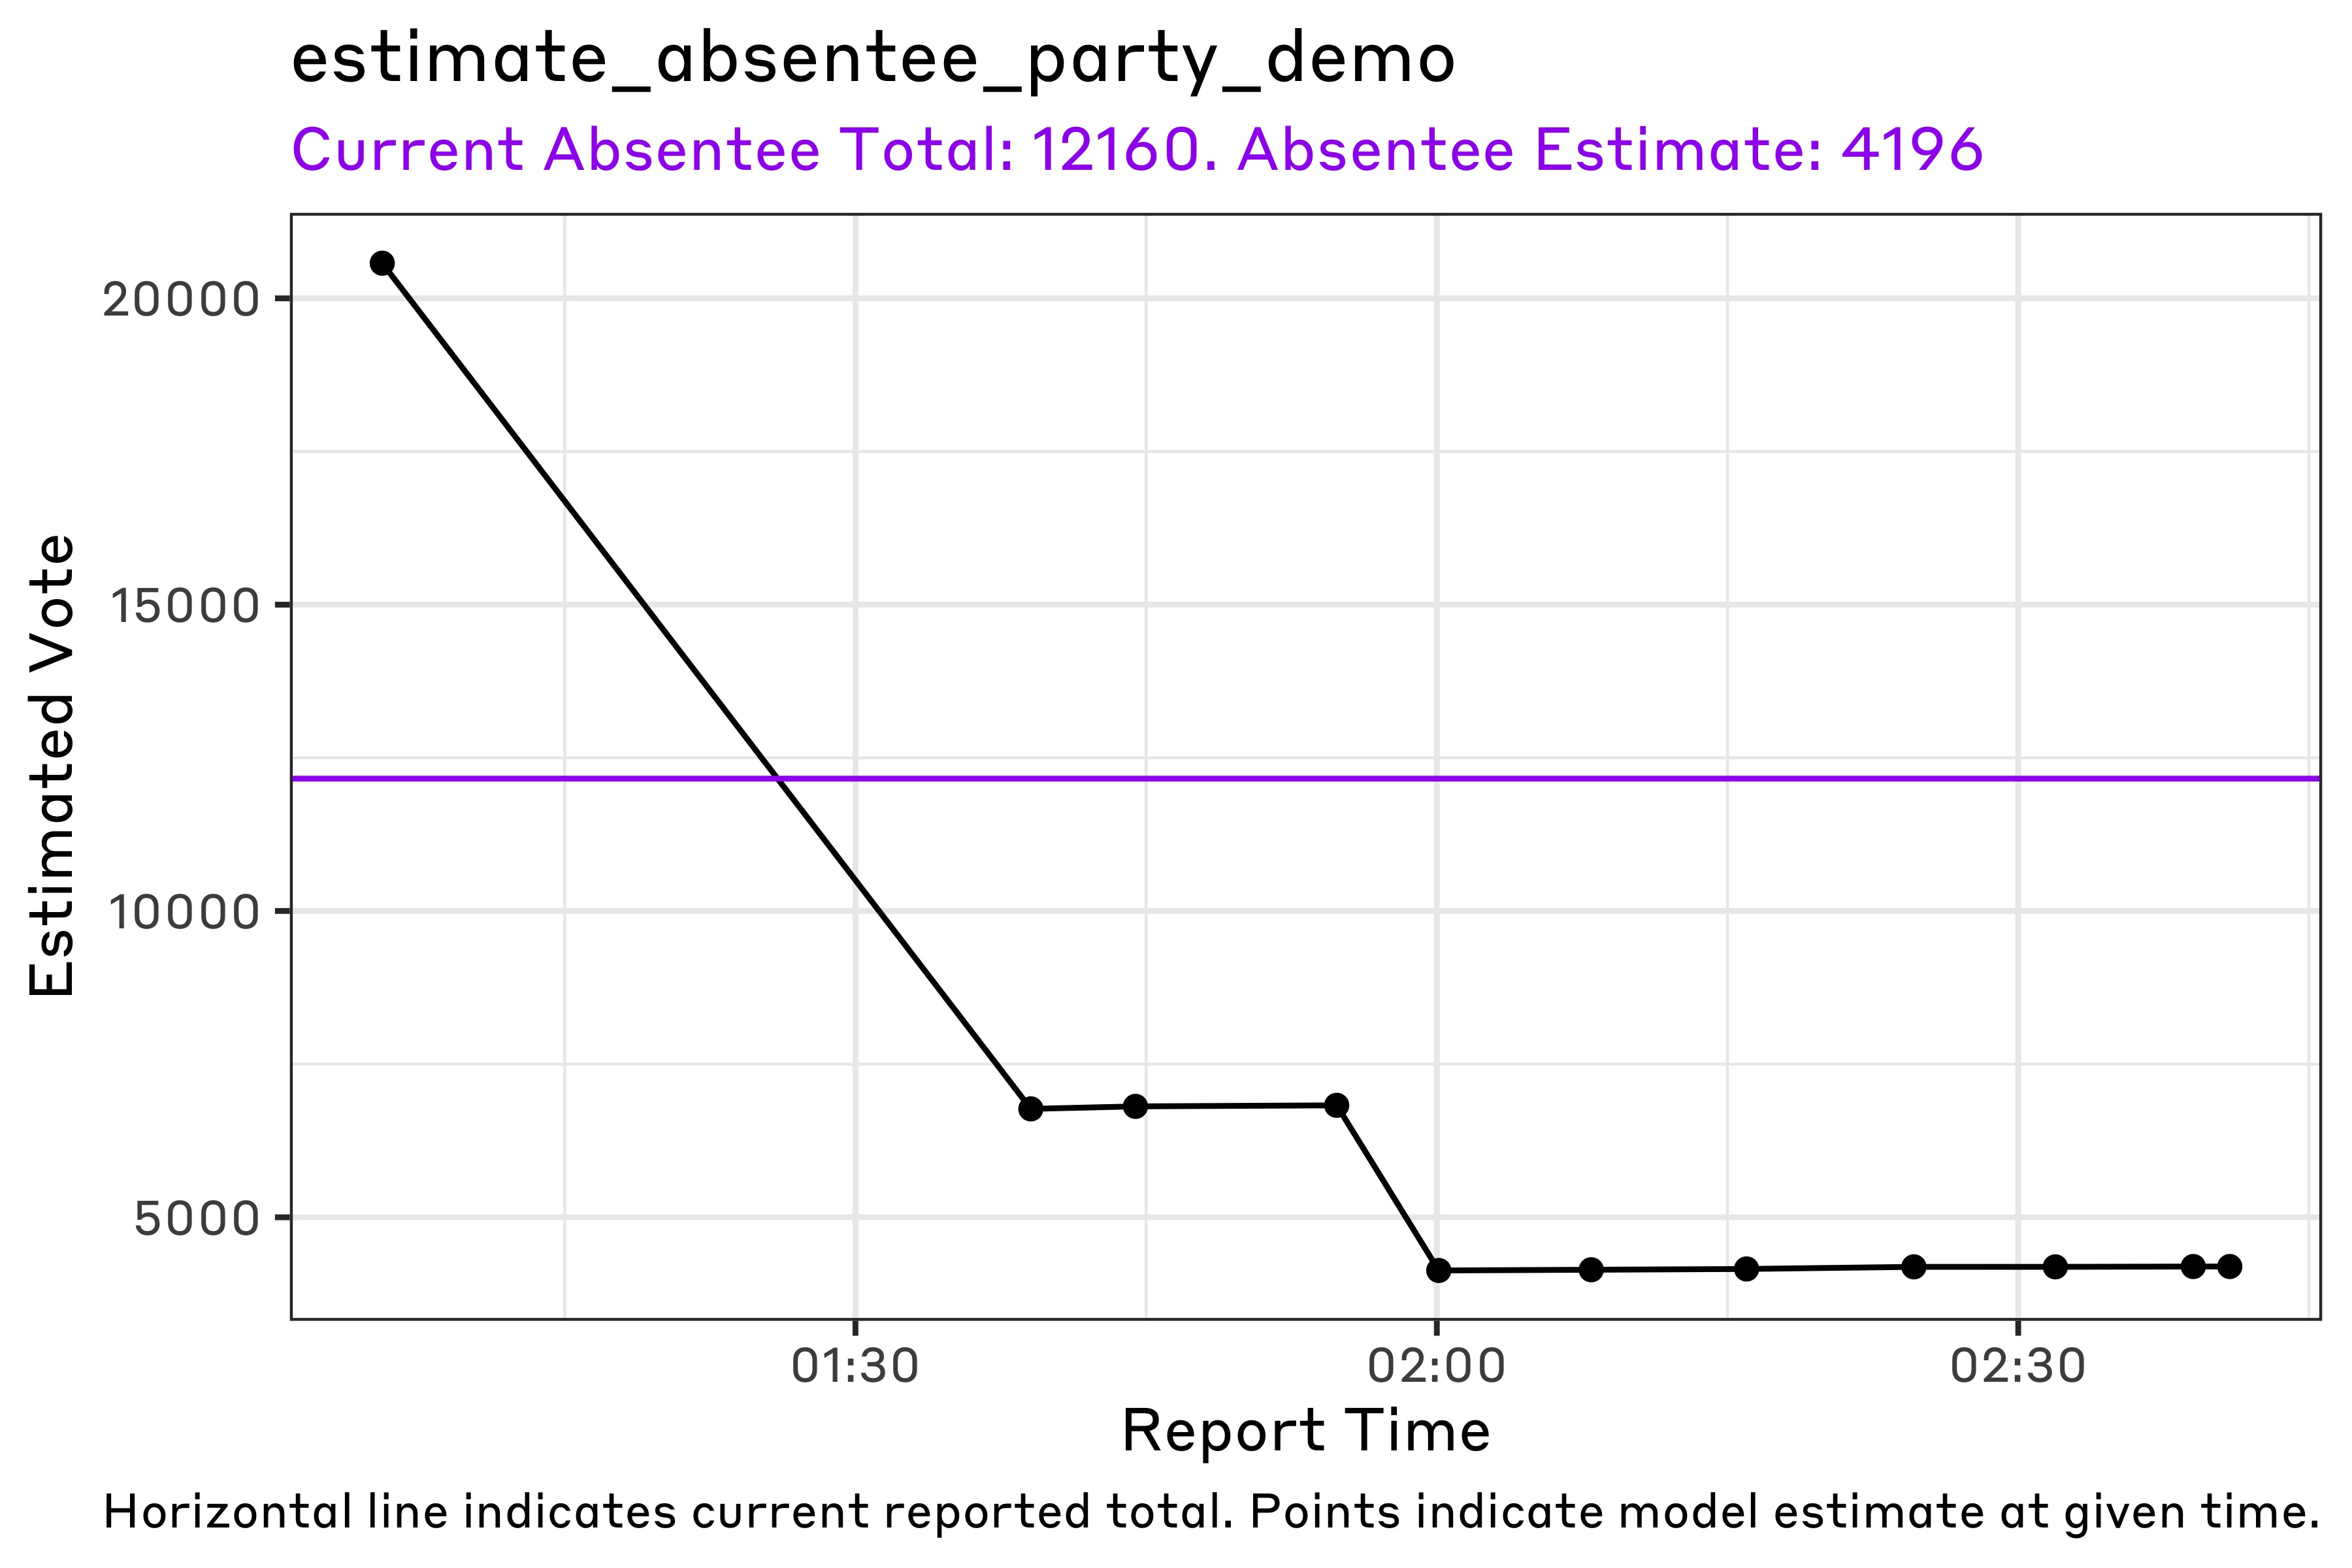 estimate_absentee_party_demo
Current Absentee Total: 12160. Absentee Estimate: 4196
Estimated Vote
20000
15000
10000
5000
01:30 02:00 02:30
Report Time
Horizontal line indicates current reported total. Points indicate model estimate at given time.